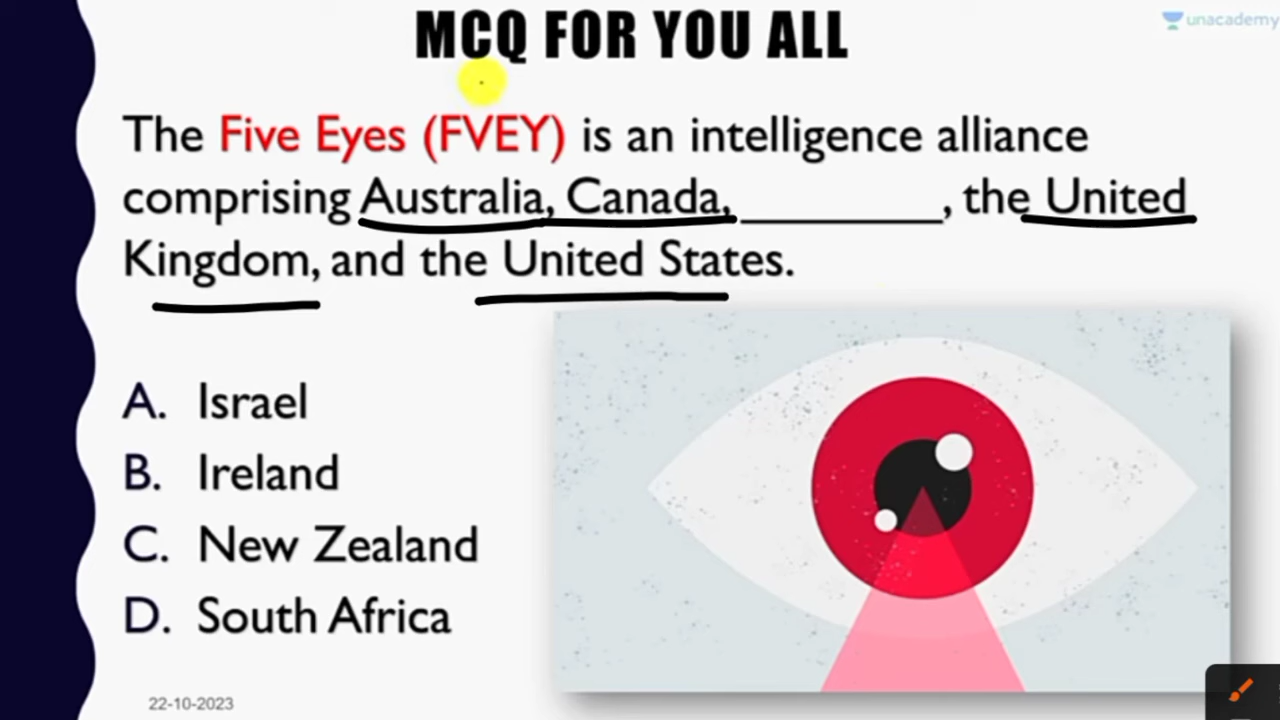 MCQ FOR YOU ALL
unacademy
The Five Eyes (FVEY) is an intelligence alliance
comprising Australia, Canada, ________, the United
Kingdom, and the United States.
A. Israel
B. Ireland
C. New Zealand
D. South Africa
22-10-2023